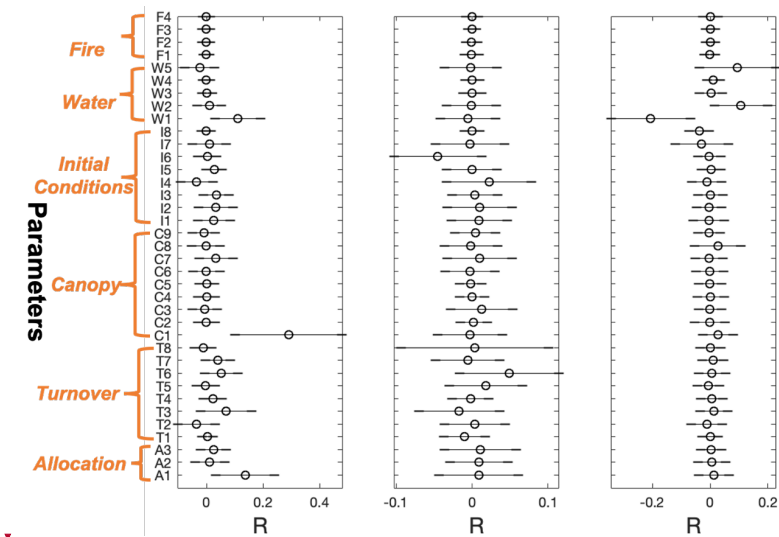 Parameters
Fire
Water
Initial
Conditions
Canopy
Turnover
Allocation
F4
F3
F2
F1
W5
W4
W3
W2
W1
I8
I7
I6
I5
I4
I3
I2
I1
C9
C8
C7
C6
C5
C4
C3
C2
C1
T8
T7
T6
T5
T4
T3
T2
T1
A3
A2
A1
0 0.2 0.4
R
-0.1 0 0.1
R
-0.2 0 0.2
R